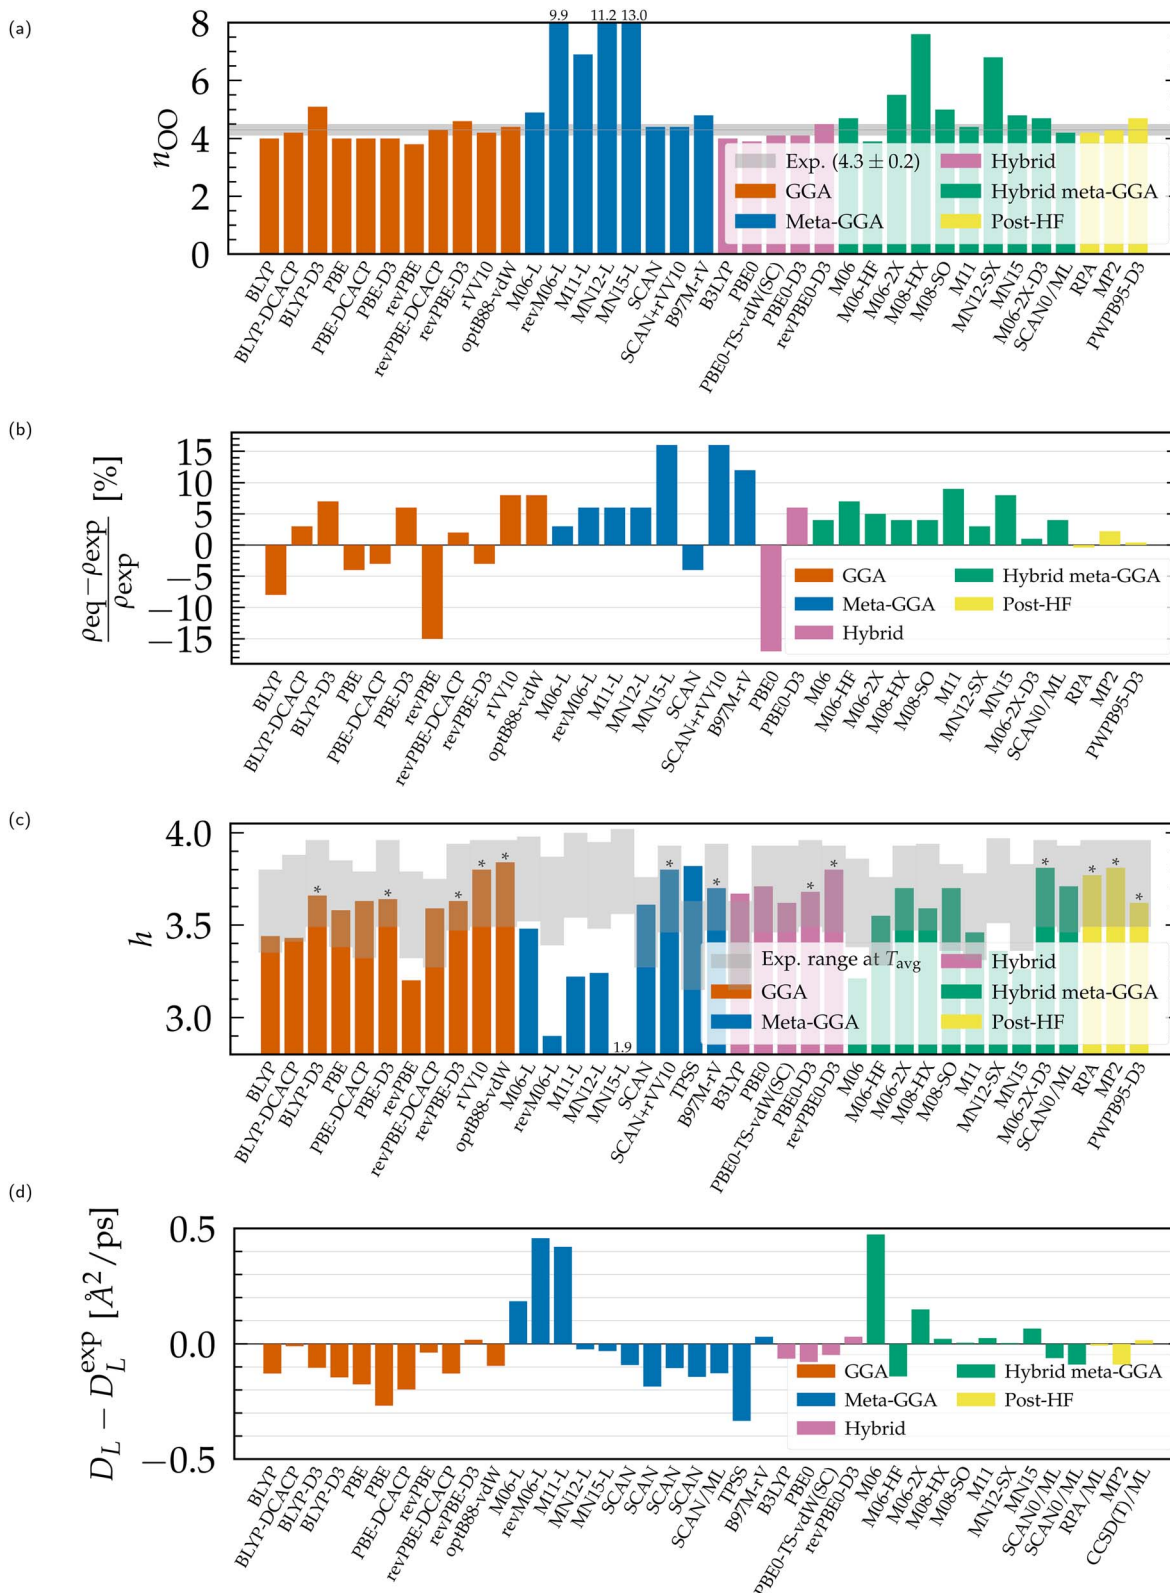 (a)
9.9 11.2 13.0
n_OO
8
6
4
2
0
Exp. (4.3 ± 0.2)
GGA
Meta-GGA
Hybrid
Hybrid meta-GGA
Post-HF
BLYP
BLYP-DCACP
BLYP-D3
PBE
PBE-DCACP
PBE-D3
revPBE
revPBE-DCACP
revPBE-D3
rVV10
optB88-vdW
M06-L
revM06-L
M11-L
MN12-L
MN15-L
SCAN
SCAN+rVV10
B97M-rV
B3LYP
PBE0
PBE0-TS-vdW(SC)
PBE0-D3
revPBE0-D3
M06
M06-HF
M06-2X
M08-HX
M08-SO
M11
MN12-SX
MN15
M06-2X-D3
SCAN0/ML
RPA
MP2
PWPB95-D3
(b)
ρeq−ρexp
ρexp
[%]
15
10
5
0
−5
−10
−15
GGA
Meta-GGA
Hybrid
Hybrid meta-GGA
Post-HF
BLYP
BLYP-DCACP
BLYP-D3
PBE
PBE-DCACP
PBE-D3
revPBE
revPBE-DCACP
revPBE-D3
rVV10
optB88-vdW
M06-L
revM06-L
M11-L
MN12-L
MN15-L
SCAN
SCAN+rVV10
B97M-rV
PBE0
PBE0-D3
M06
M06-HF
M06-2X
M08-HX
M08-SO
M11
MN12-SX
MN15
M06-2X-D3
SCAN0/ML
RPA
MP2
PWPB95-D3
(c)
h
4.0
3.5
3.0
* * * * * * * * * * * * *
1.9
Exp. range at T_avg
GGA
Meta-GGA
Hybrid
Hybrid meta-GGA
Post-HF
BLYP
BLYP-DCACP
BLYP-D3
PBE
PBE-DCACP
PBE-D3
revPBE
revPBE-DCACP
revPBE-D3
rVV10
optB88-vdW
M06-L
revM06-L
M11-L
MN12-L
MN15-L
SCAN
SCAN+rVV10
TPSS
B97M-rV
B3LYP
PBE0
PBE0-TS-vdW(SC)
PBE0-D3
revPBE0-D3
M06
M06-HF
M06-2X
M08-HX
M08-SO
M11
MN12-SX
MN15
M06-2X-D3
SCAN0/ML
RPA
MP2
PWPB95-D3
(d)
D_L − D_L^exp [Å²/ps]
0.5
0.0
−0.5
GGA
Meta-GGA
Hybrid
Hybrid meta-GGA
Post-HF
BLYP
BLYP-DCACP
BLYP-D3
BLYP-D3
PBE
PBE
PBE-DCACP
revPBE
revPBE-DCACP
revPBE-D3
optB88-vdW
M06-L
revM06-L
M11-L
MN12-L
MN15-L
SCAN
SCAN
SCAN
SCAN
SCAN/ML
TPSS
B97M-rV
B3LYP
PBE0
PBE0-TS-vdW(SC)
revPBE0-D3
M06
M06-HF
M06-2X
M08-HX
M08-SO
M11
MN12-SX
MN15
SCAN0/ML
SCAN0/ML
RPA/ML
MP2
CCSD(T)/ML